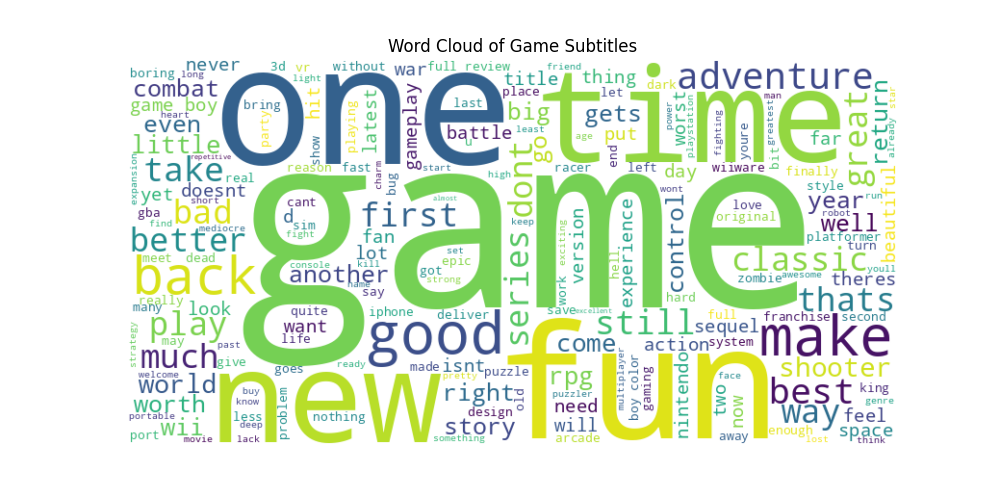 Word Cloud of Game Subtitles
boring long never 3d vr without war full review friend thing let dark man adventure
combat light title place power star
game boy one bring party show hit playing latest gameplay last big time gets worst playstation great return already
even heart u battle least go put fighting youre bit greatest
little reason fast charm dont age end far
repetitive take real start high racer left day wiiware finally beautiful
expansion yet doesnt short bug series wont style run
gba bad cant game keep love year robot
find mediocre d sim first exciting version experience control original well
better fight fan set hell platformer turn
meet dead lot epic got strong classic theres
back console another kill say name work hard zombie awesome youll
really many look iphone deliver save excellent full thats
strategy play quite good still franchise second
may want life sequel make
much past give goes ready made isnt puzzle come action system shooter
welcome new pretty fun rpg nintendo face best king
world buy know right puzzler multiplayer boy color gaming two now genre
portable worth less problem nothing design old need way feel
wii deep story will enough space
port movie lack something arcade away lost think